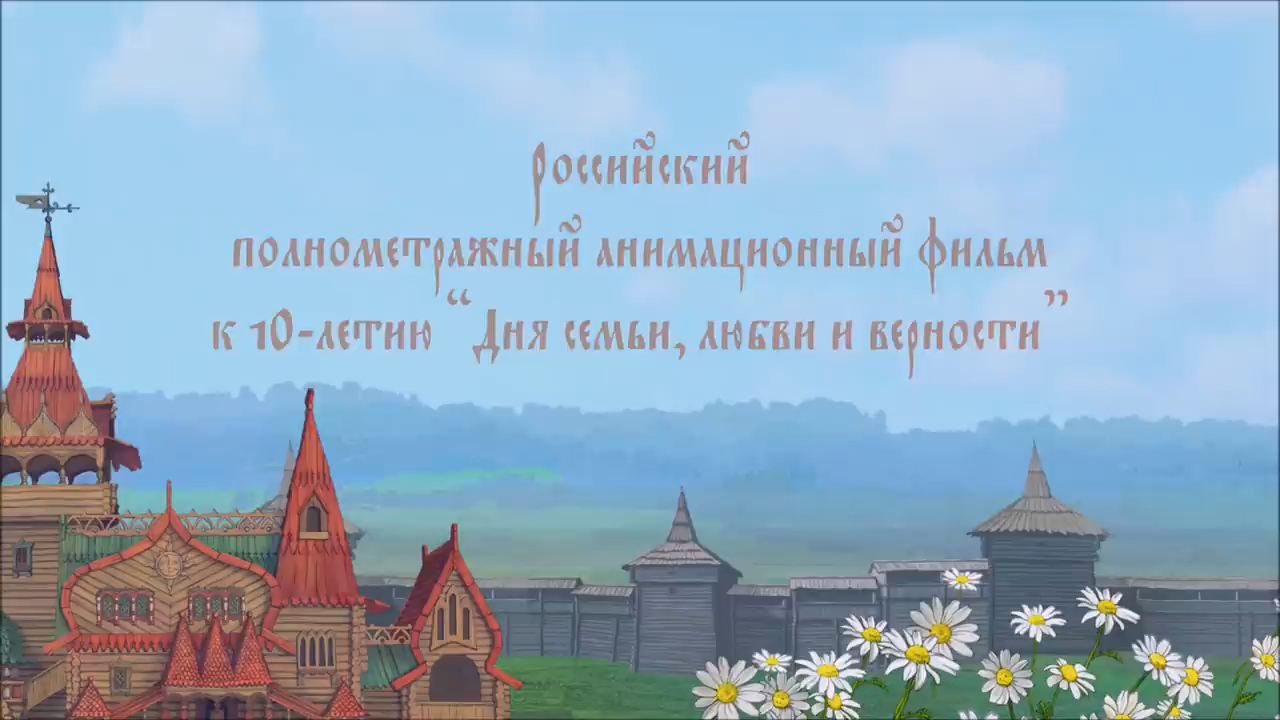 российский
полнометражный анимационный фильм
к 10-летию “Дня семьи, любви и верности”